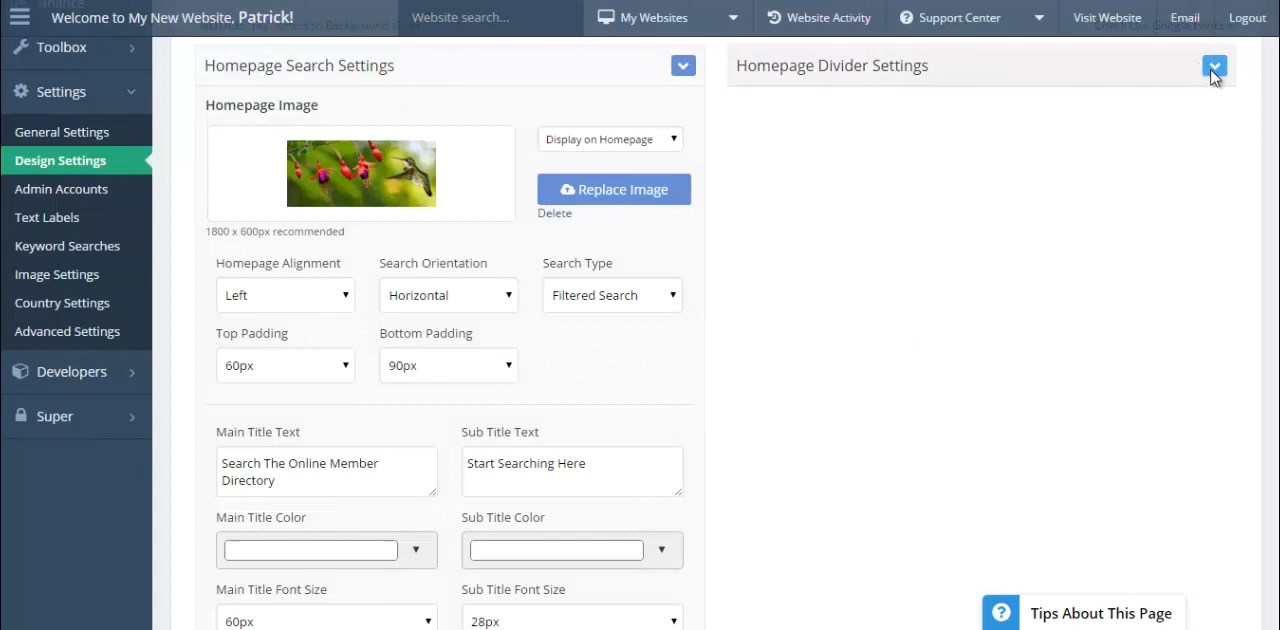 Welcome to My New Website, Patrick!
Website search...
My Websites
Website Activity
Support Center
Visit Website
Email
Logout
Toolbox
Settings
General Settings
Design Settings
Admin Accounts
Text Labels
Keyword Searches
Image Settings
Country Settings
Advanced Settings
Developers
Super
Homepage Search Settings
Homepage Image
Display on Homepage
Replace Image
Delete
1800 x 600px recommended
Homepage Alignment
Search Orientation
Search Type
Left
Horizontal
Filtered Search
Top Padding
Bottom Padding
60px
90px
Main Title Text
Sub Title Text
Search The Online Member
Directory
Start Searching Here
Main Title Color
Sub Title Color
Main Title Font Size
Sub Title Font Size
60px
28px
Homepage Divider Settings
? Tips About This Page